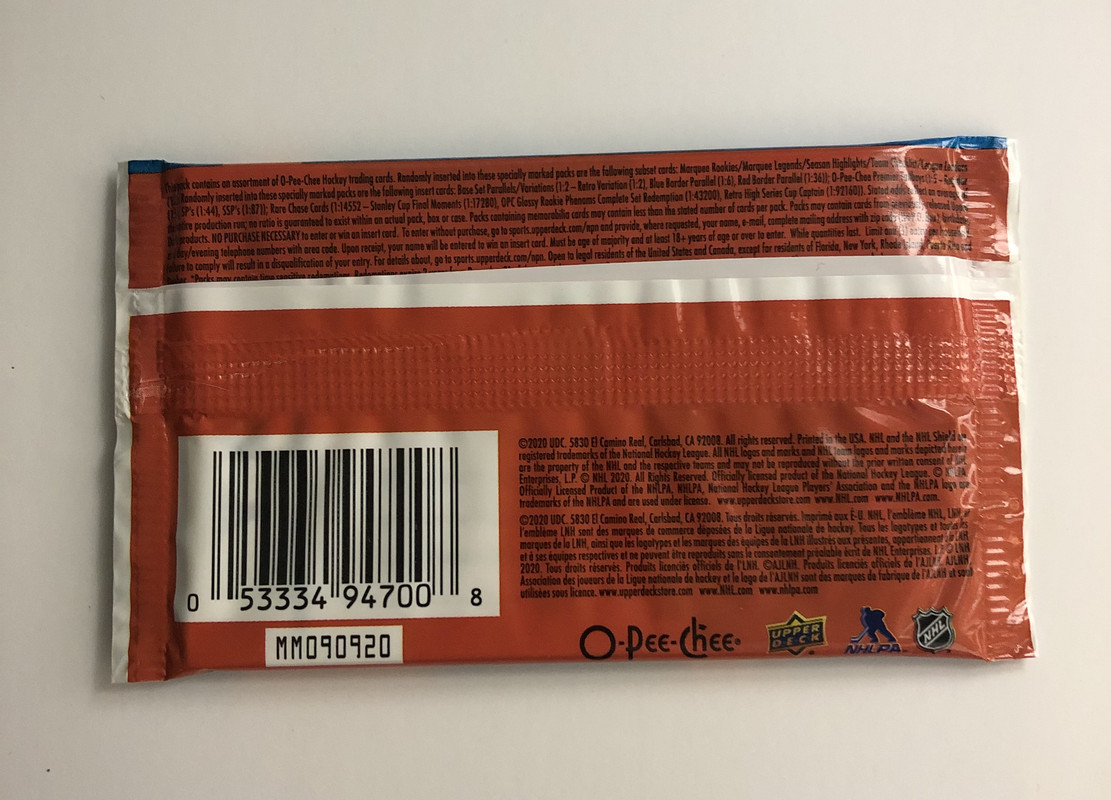 pack contains an assortment of O-Pee-Chee Hockey trading cards. Randomly inserted into these specially marked packs are the following subset cards: Marquee Rookies/Marquee Legends/Season Highlights/Team
Randomly inserted into these specially marked packs are the following insert cards: Base Set Parallels/Variations (1:2 – Retro Variation (1:2), Blue Border Parallel (1:6), Red Border Parallel (1:36)); O-Pee-Chee
SP's (1:44), SSP's (1:87)); Rare Chase Cards (1:14552 – Stanley Cup Final Moments (1:17280), OPC Glossy Rookie Phenoms Complete Set Redemption (1:43200), Retro High Series Cup Captain (1:92160)). Stated odds
entire production run; no ratio is guaranteed to exist within an actual pack, box or case. Packs containing memorabilia cards may contain less than the stated number of cards per pack. Packs may contain cards from
products. NO PURCHASE NECESSARY to enter or win an insert card. To enter without purchase, go to sports.upperdeck.com/npn and provide, where requested, your name, e-mail, complete mailing address with zip
day/evening telephone numbers with area code. Upon receipt, your name will be entered to win an insert card. Must be age of majority and at least 18+ years of age or over to enter. While quantities last. Limit
to comply will result in a disqualification of your entry. For details, about go to sports.upperdeck.com/npn. Open to legal residents of the United States and Canada, except for residents of Florida, New York, Rhode
©2020 UDC. 5830 El Camino Real, Carlsbad, CA 92008. All rights reserved. Printed in the USA. NHL and the NHL Shield are
registered trademarks of the National Hockey League. All NHL logos and marks and team logos and marks depicted herein
are the property of the NHL and the respective teams and may not be reproduced without the prior written consent of NHL
Enterprises, L.P. © NHL 2020. All Rights Reserved. Officially licensed product of the National Hockey League. © NHLPA.
Officially Licensed Product of the NHLPA, NHLPA, National Hockey League Players' Association and the NHLPA logo are
trademarks of the NHLPA and are used under license. www.upperdeckstore.com www.NHL.com www.NHLPA.com.
©2020 UDC. 5830 El Camino Real, Carlsbad, CA 92008. Tous droits réservés. Imprimé aux É.-U. NHL, l'emblème NHL, LNH et
l'emblème LNH sont des marques de commerce déposées de la Ligue nationale de hockey. Tous les logotypes et toutes les
marques de la LNH, ainsi que les logotypes et les marques des équipes de la LNH illustrés aux présentes, appartiennent à la LNH
et à ses équipes respectives et ne peuvent être reproduits sans le consentement préalable écrit de NHL Enterprises, L.P. © LNH
2020. Tous droits réservés. Produits licenciés officiels de l'LNH. ©AJLNH. Produits licenciés officiels de l'AJLNH. AJLNH,
Association des joueurs de la Ligue nationale de hockey et le logo de l'AJLNH sont des marques de fabrique de l'AJLNH et sont
utilisées sous licence. www.upperdeckstore.com www.NHL.com www.nhlpa.com
0 53334 94700 8
MM090920
O-Pee-Chee® UPPER DECK NHLPA NHL